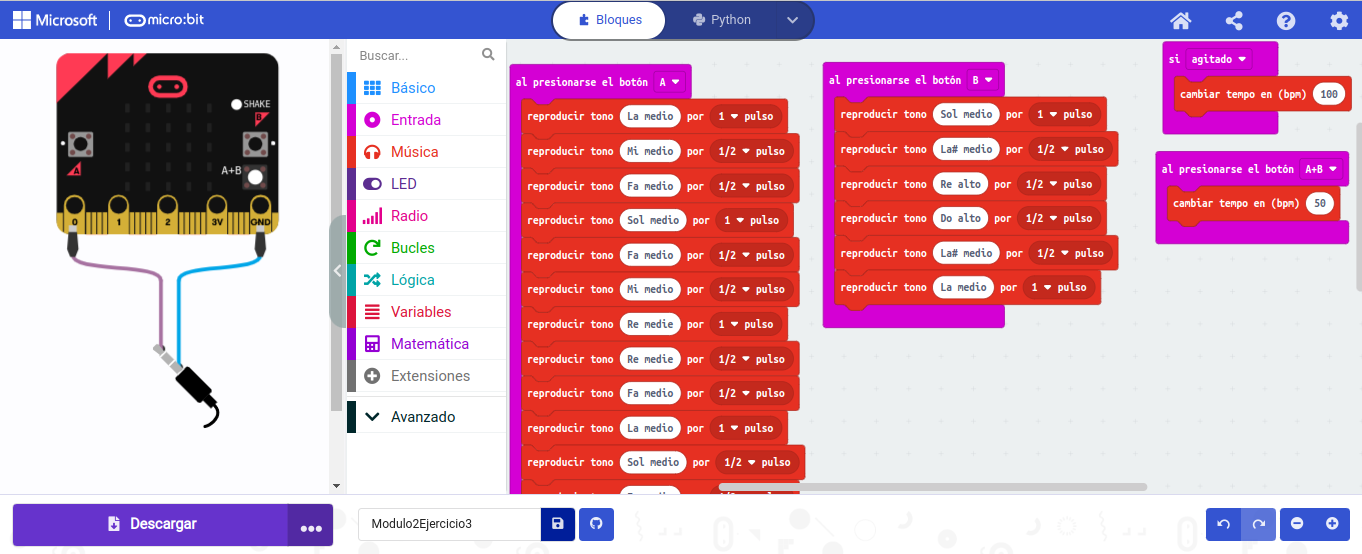 Microsoft
micro:bit
Bloques
Python
SHAKE
B
A
A+B
0
1
2
3V
GND
Buscar...
Básico
Entrada
Música
LED
Radio
Bucles
Lógica
Variables
Matemática
Extensiones
Avanzado
al presionarse el botón A
reproducir tono La medio por 1 pulso
reproducir tono Mi medio por 1/2 pulso
reproducir tono Fa medio por 1/2 pulso
reproducir tono Sol medio por 1 pulso
reproducir tono Fa medio por 1/2 pulso
reproducir tono Mi medio por 1/2 pulso
reproducir tono Re medie por 1 pulso
reproducir tono Re medie por 1/2 pulso
reproducir tono Fa medio por 1/2 pulso
reproducir tono La medio por 1 pulso
reproducir tono Sol medio por 1/2 pulso
al presionarse el botón B
reproducir tono Sol medio por 1 pulso
reproducir tono La# medio por 1/2 pulso
reproducir tono Re alto por 1/2 pulso
reproducir tono Do alto por 1/2 pulso
reproducir tono La# medio por 1/2 pulso
reproducir tono La medio por 1 pulso
si agitado
cambiar tempo en (bpm) 100
al presionarse el botón A+B
cambiar tempo en (bpm) 50
Descargar
Modulo2Ejercicio3